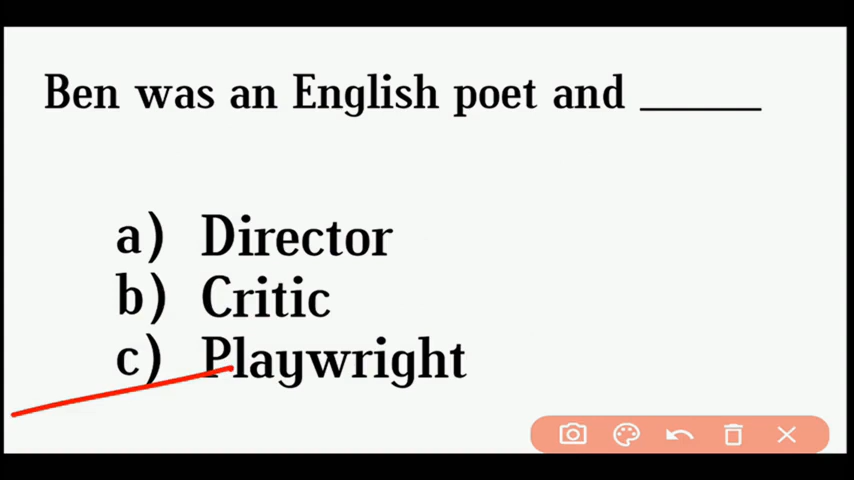 Ben was an English poet and ______
a) Director
b) Critic
c) Playwright